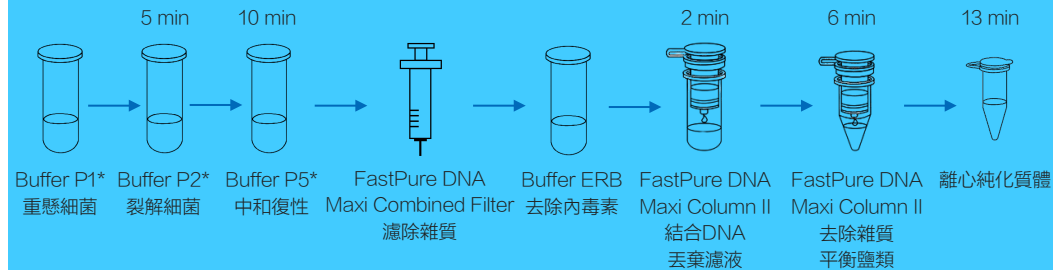 5 min
10 min
2 min
6 min
13 min
Buffer P1*
重懸細菌
Buffer P2*
裂解細菌
Buffer P5*
中和復性
FastPure DNA
Maxi Combined Filter
濾除雜質
Buffer ERB
去除內毒素
FastPure DNA
Maxi Column II
結合DNA
丟棄濾液
FastPure DNA
Maxi Column II
去除雜質
平衡鹽類
離心純化質體